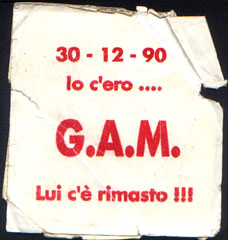 30 - 12 - 90
Io c'ero ....
G.A.M.
Lui c'è rimasto !!!